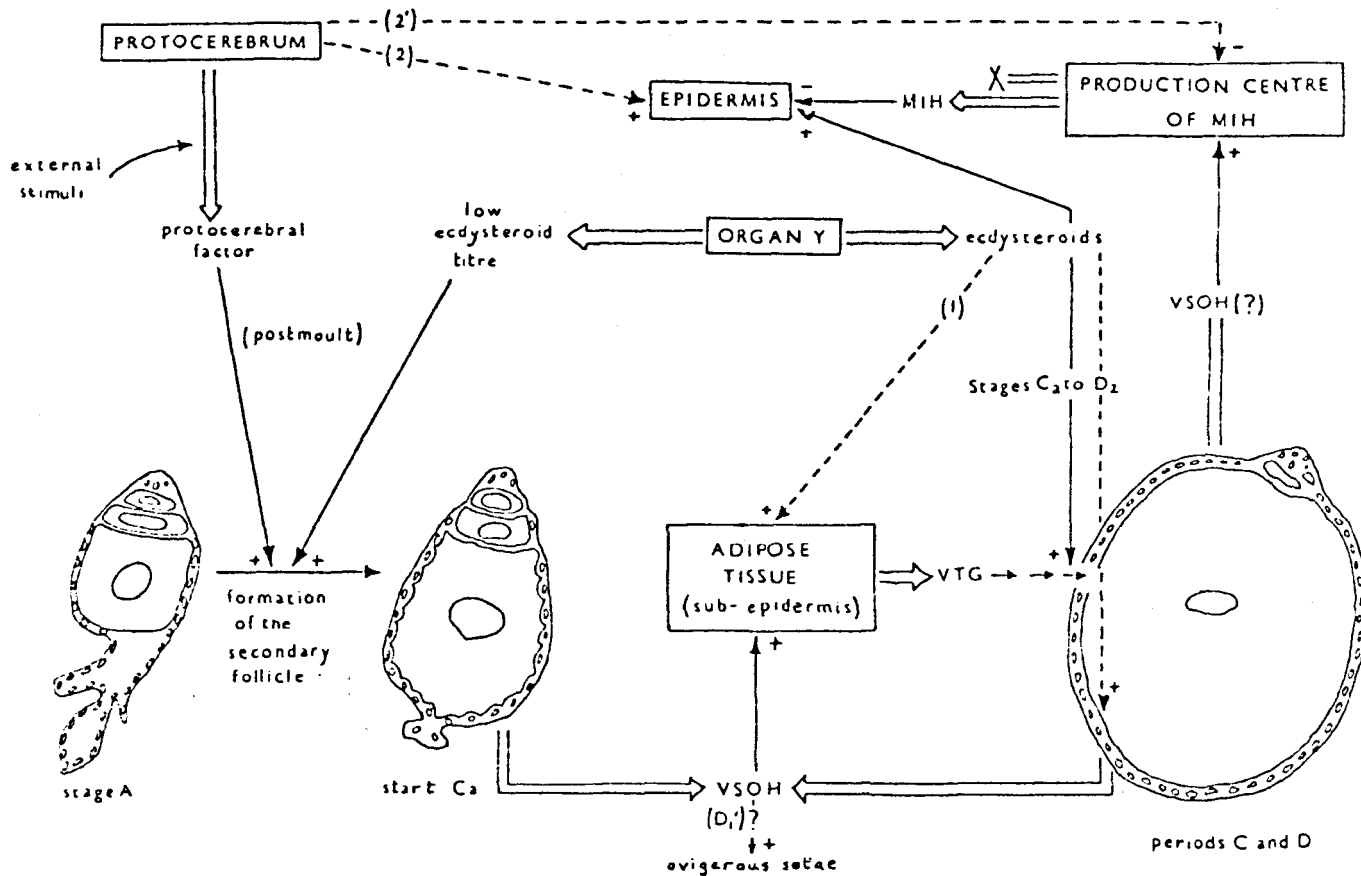 (2')
PROTOCEREBRUM
(2)
-
EPIDERMIS
-
+
+
MIH
X
PRODUCTION CENTRE
OF MIH
+
external
stimuli
protocerebral
factor
low
ecdysteroid
titre
ORGAN Y
ecdysteroids
(1)
VSOH(?)
(postmoult)
Stages C₂ to D₂
+
+
formation
of the
secondary
follicle
+
ADIPOSE
TISSUE
(sub-epidermis)
+
VTG
+
+
stage A
start Ca
VSOH
(D₁')?
+
ovigerous setae
periods C and D